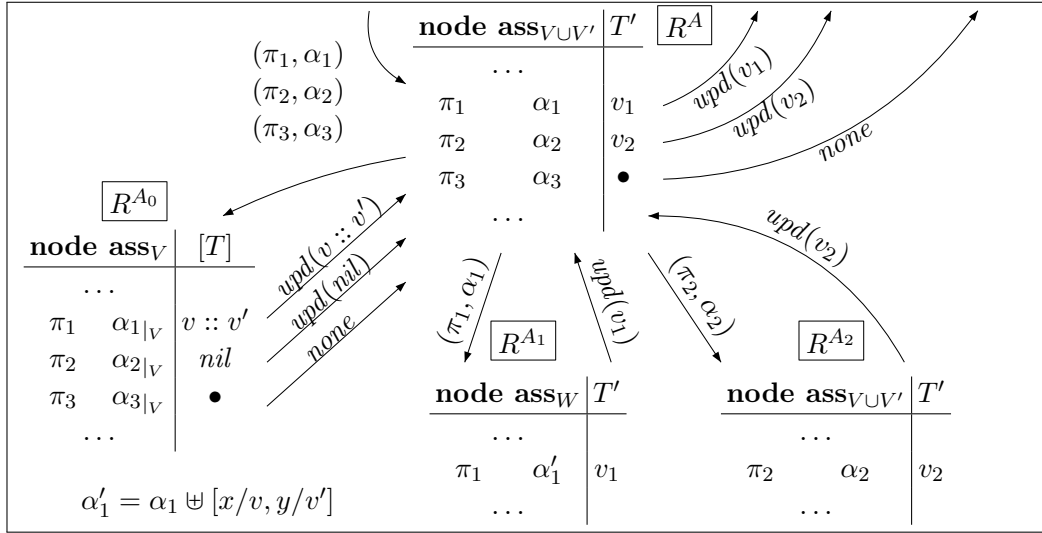 node ass_{V∪V′} T′
R^A
...
(π₁, α₁)
(π₂, α₂)
(π₃, α₃)
π₁ α₁ v₁
π₂ α₂ v₂
π₃ α₃ •
...
upd(v₁)
upd(v₂)
none
R^{A₀}
node ass_V [T]
...
π₁ α₁|_V v :: v′
π₂ α₂|_V nil
π₃ α₃|_V •
...
upd(v :: v′)
upd(nil)
none
(π₁, α₁)
upd(v₁)
(π₂, α₂)
upd(v₂)
R^{A₁}
node ass_W T′
...
π₁ α′₁ v₁
...
R^{A₂}
node ass_{V∪V′} T′
...
π₂ α₂ v₂
...
α′₁ = α₁ ⊎ [x/v, y/v′]